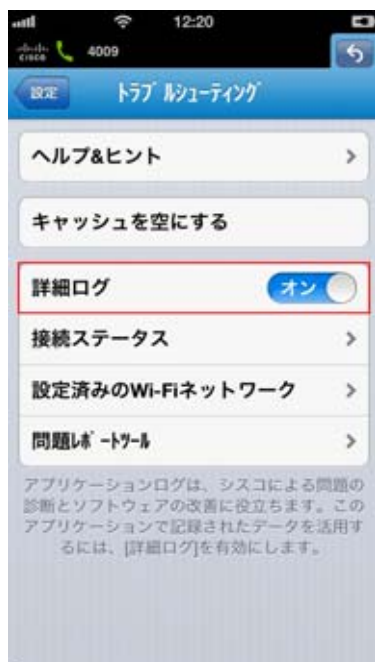 12:20
cisco 4009
設定 トラブルシューティング
ヘルプ&ヒント
キャッシュを空にする
詳細ログ オン
接続ステータス
設定済みのWi-Fiネットワーク
問題ﾚﾎﾟｰﾄﾂｰﾙ
アプリケーションログは、シスコによる問題の
診断とソフトウェアの改善に役立ちます。この
アプリケーションで記録されたデータを活用す
るには、[詳細ログ]を有効にします。